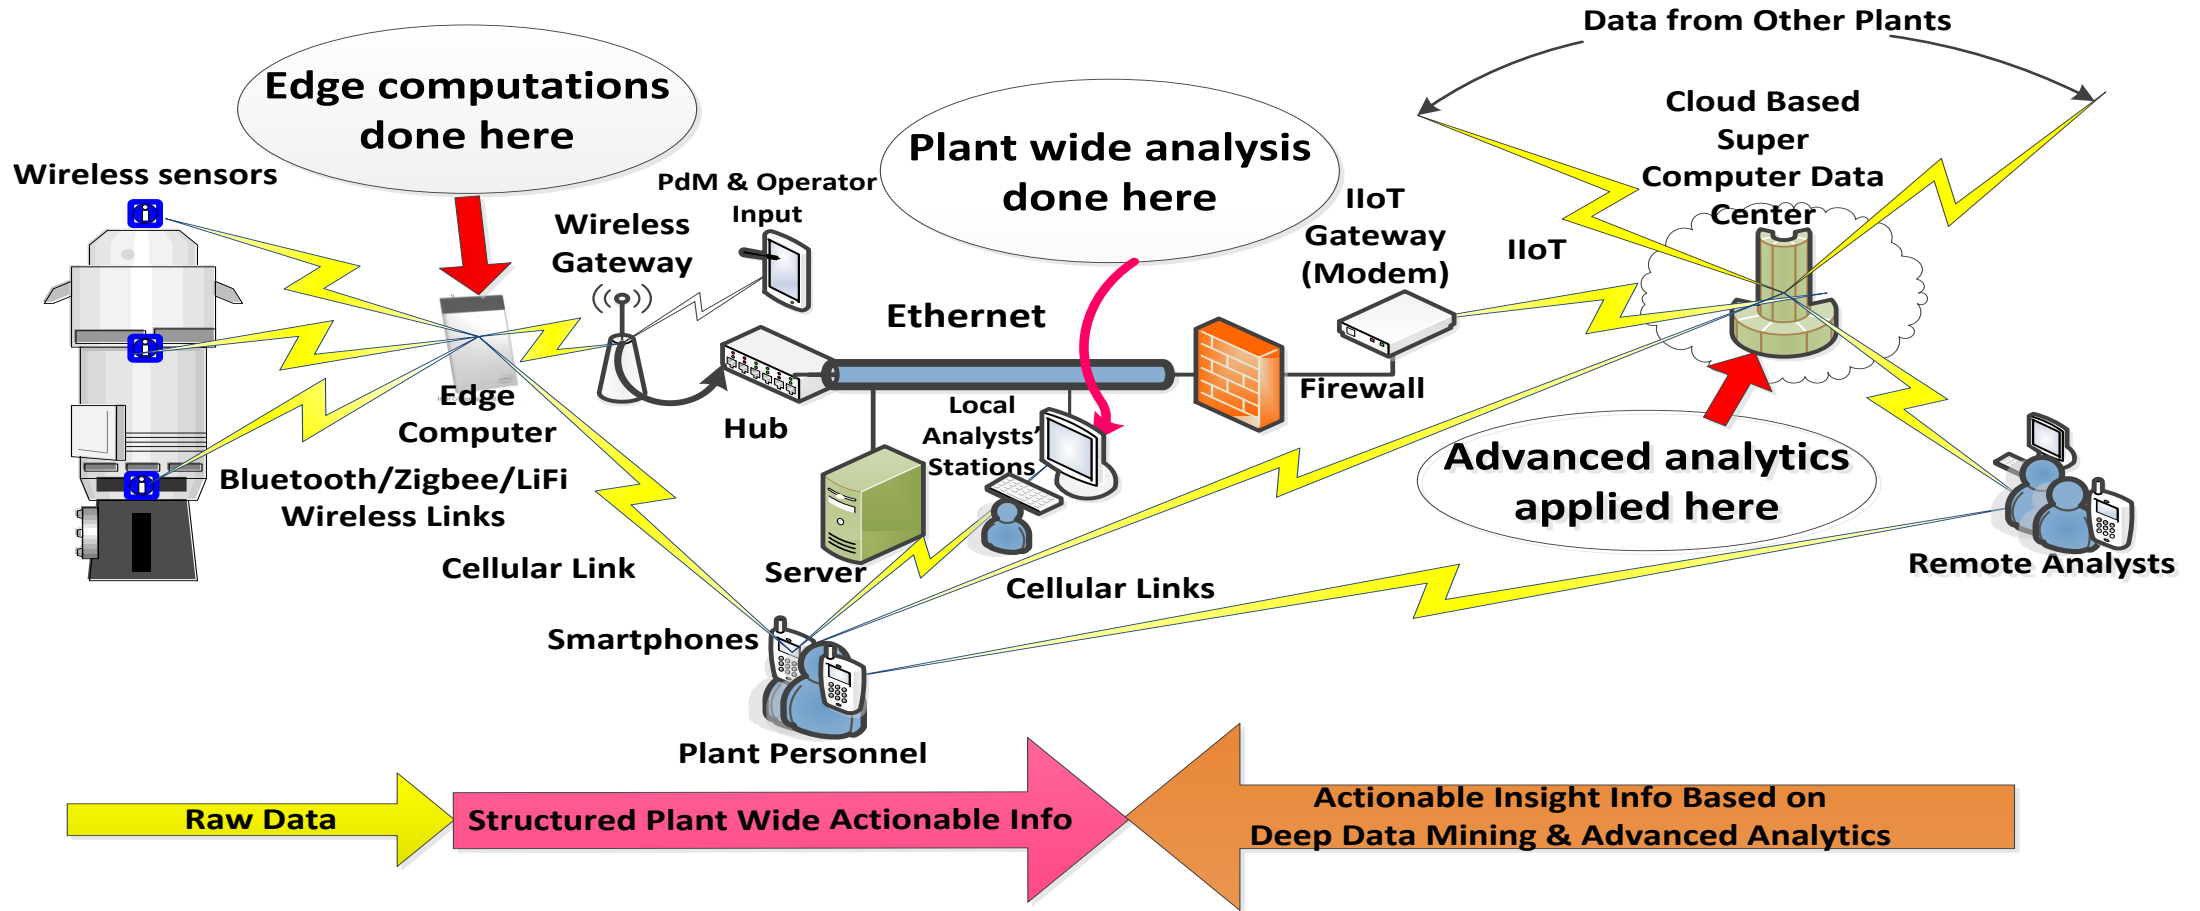 Data from Other Plants
Edge computations
done here
Plant wide analysis
done here
Cloud Based
Super
Computer Data
Center
Wireless sensors
PdM & Operator
Input
Wireless
Gateway
IIoT
Gateway
(Modem)
IIoT
Ethernet
Edge
Computer
Hub
Local
Analysts'
Stations
Firewall
Bluetooth/Zigbee/LiFi
Wireless Links
Advanced analytics
applied here
Cellular Link
Server
Cellular Links
Remote Analysts
Smartphones
Plant Personnel
Raw Data
Structured Plant Wide Actionable Info
Actionable Insight Info Based on
Deep Data Mining & Advanced Analytics